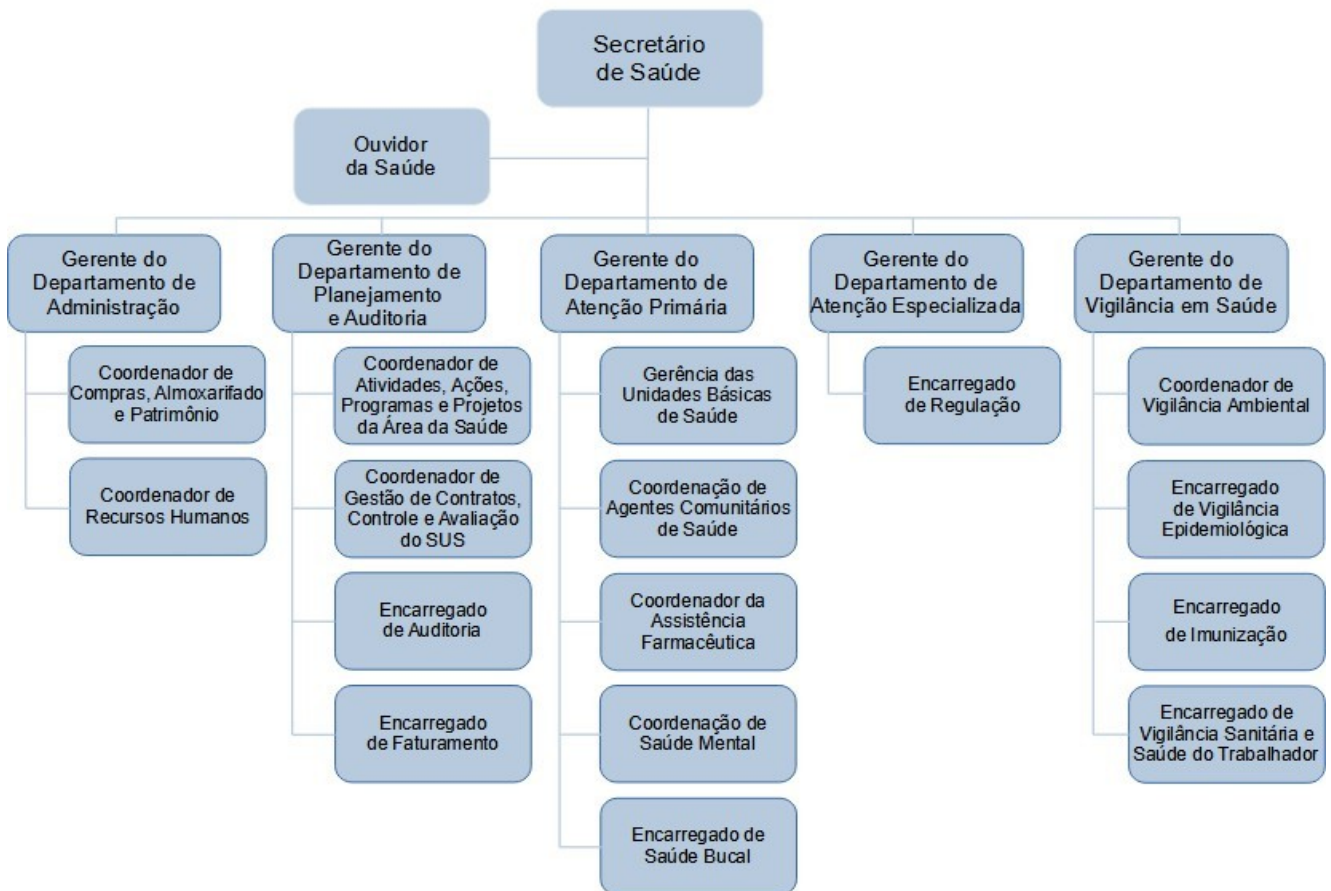 Secretário
de Saúde
Ouvidor
da Saúde
Gerente do
Departamento de
Administração
Coordenador de
Compras, Almoxarifado
e Patrimônio
Coordenador de
Recursos Humanos
Gerente do
Departamento de
Planejamento
e Auditoria
Coordenador de
Atividades, Ações,
Programas e Projetos
da Área da Saúde
Coordenador de
Gestão de Contratos,
Controle e Avaliação
do SUS
Encarregado
de Auditoria
Encarregado
de Faturamento
Gerente do
Departamento de
Atenção Primária
Gerência das
Unidades Básicas
de Saúde
Coordenação de
Agentes Comunitários
de Saúde
Coordenador da
Assistência
Farmacêutica
Coordenação de
Saúde Mental
Encarregado de
Saúde Bucal
Gerente do
Departamento de
Atenção Especializada
Encarregado
de Regulação
Gerente do
Departamento de
Vigilância em Saúde
Coordenador de
Vigilância Ambiental
Encarregado
de Vigilância
Epidemiológica
Encarregado
de Imunização
Encarregado de
Vigilância Sanitária e
Saúde do Trabalhador